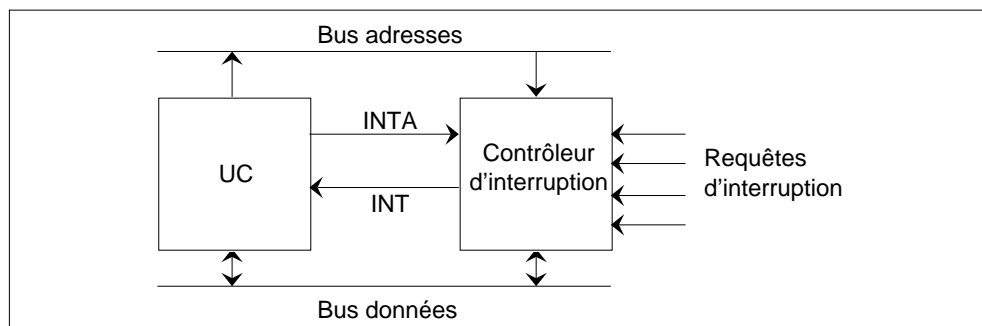 Bus adresses
INTA
UC
INT
Contrôleur
d'interruption
Requêtes
d'interruption
Bus données